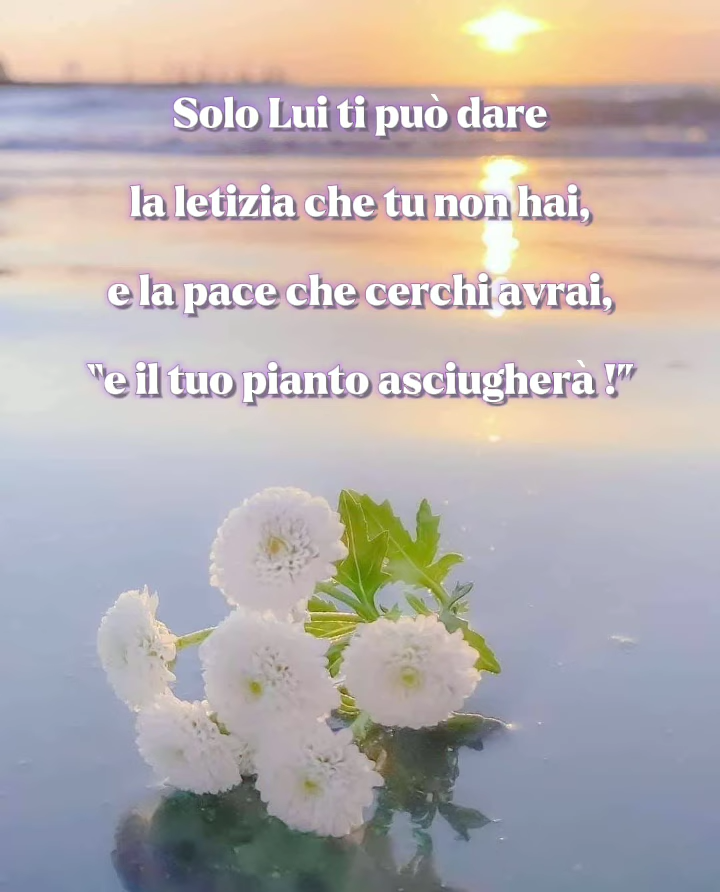 Solo Lui ti può dare
la letizia che tu non hai,
e la pace che cerchi avrai,
"e il tuo pianto asciugherà !"